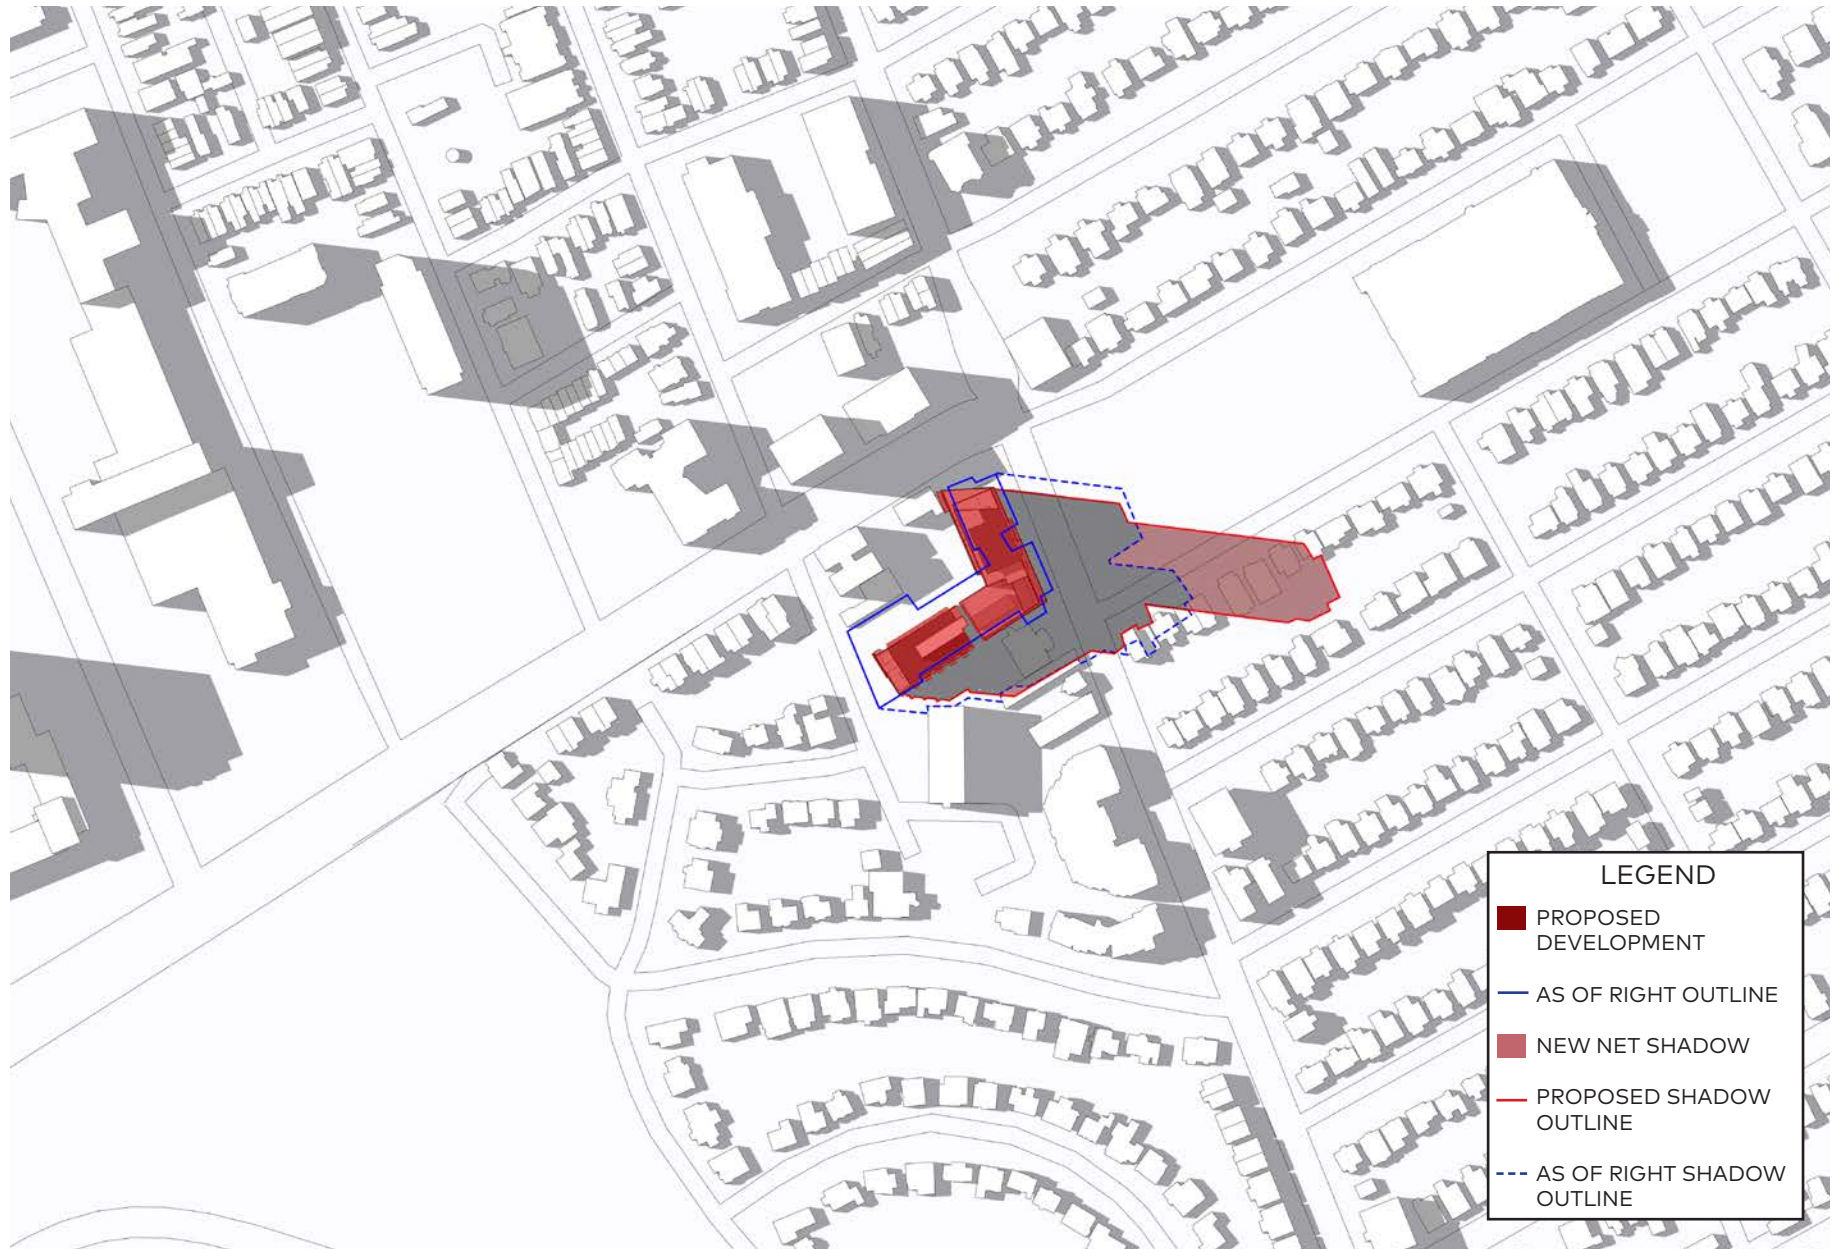 LEGEND
PROPOSED
DEVELOPMENT
AS OF RIGHT OUTLINE
NEW NET SHADOW
PROPOSED SHADOW
OUTLINE
AS OF RIGHT SHADOW
OUTLINE